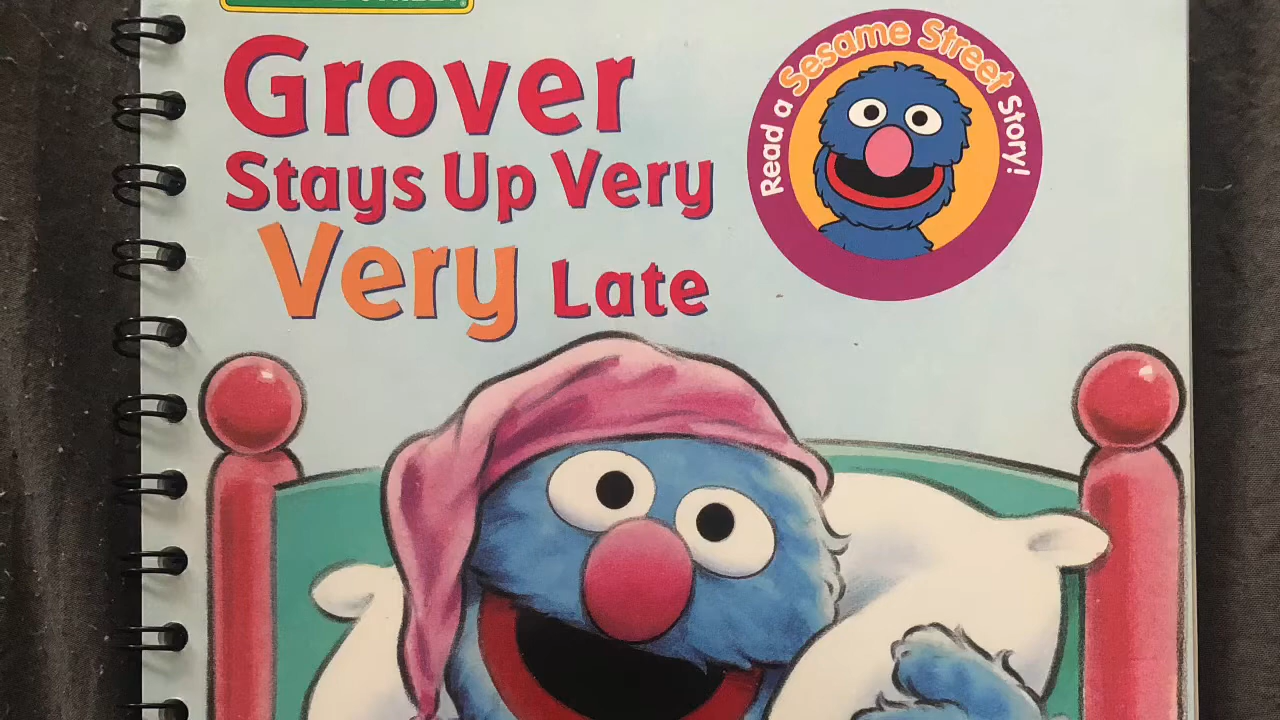 Grover
Stays Up Very
Very Late
Read a Sesame Street Story!